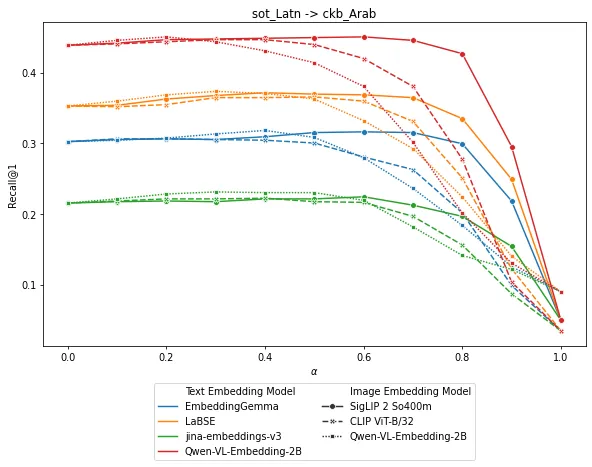 sot_Latn -> ckb_Arab
Recall@1
0.4
0.3
0.2
0.1
0.0 0.2 0.4 0.6 0.8 1.0
α
Text Embedding Model Image Embedding Model
EmbeddingGemma SigLIP 2 So400m
LaBSE CLIP ViT-B/32
jina-embeddings-v3 Qwen-VL-Embedding-2B
Qwen-VL-Embedding-2B